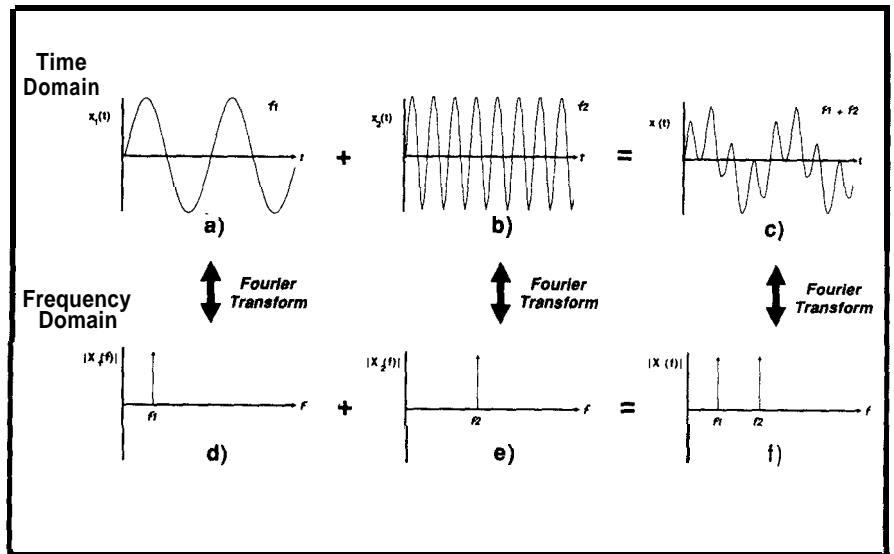 Time
Domain
x₁(t)
f1
t
+
x₂(t)
f2
t
=
x(t)
f1 + f2
t
a)
b)
c)
Frequency
Domain
Fourier
Transform
Fourier
Transform
Fourier
Transform
|X₁(f)|
f1
F
+
|X₂(f)|
f2
f
=
|X(f)|
f1
f2
f
d)
e)
f)